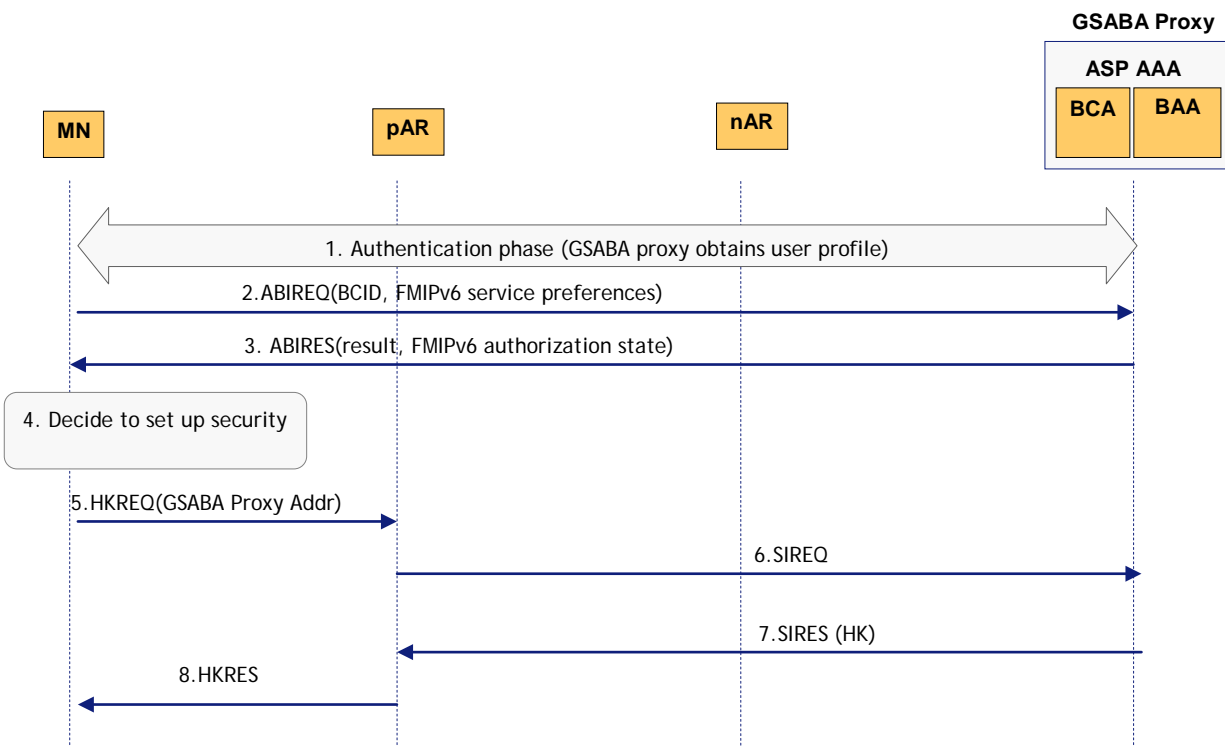 GSABA Proxy
ASP AAA
BCA
BAA
MN
pAR
nAR
1. Authentication phase (GSABA proxy obtains user profile)
2.ABIREQ(BCID, FMIPv6 service preferences)
3. ABIRES(result, FMIPv6 authorization state)
4. Decide to set up security
5.HKREQ(GSABA Proxy Addr)
6.SIREQ
7.SIRES (HK)
8.HKRES